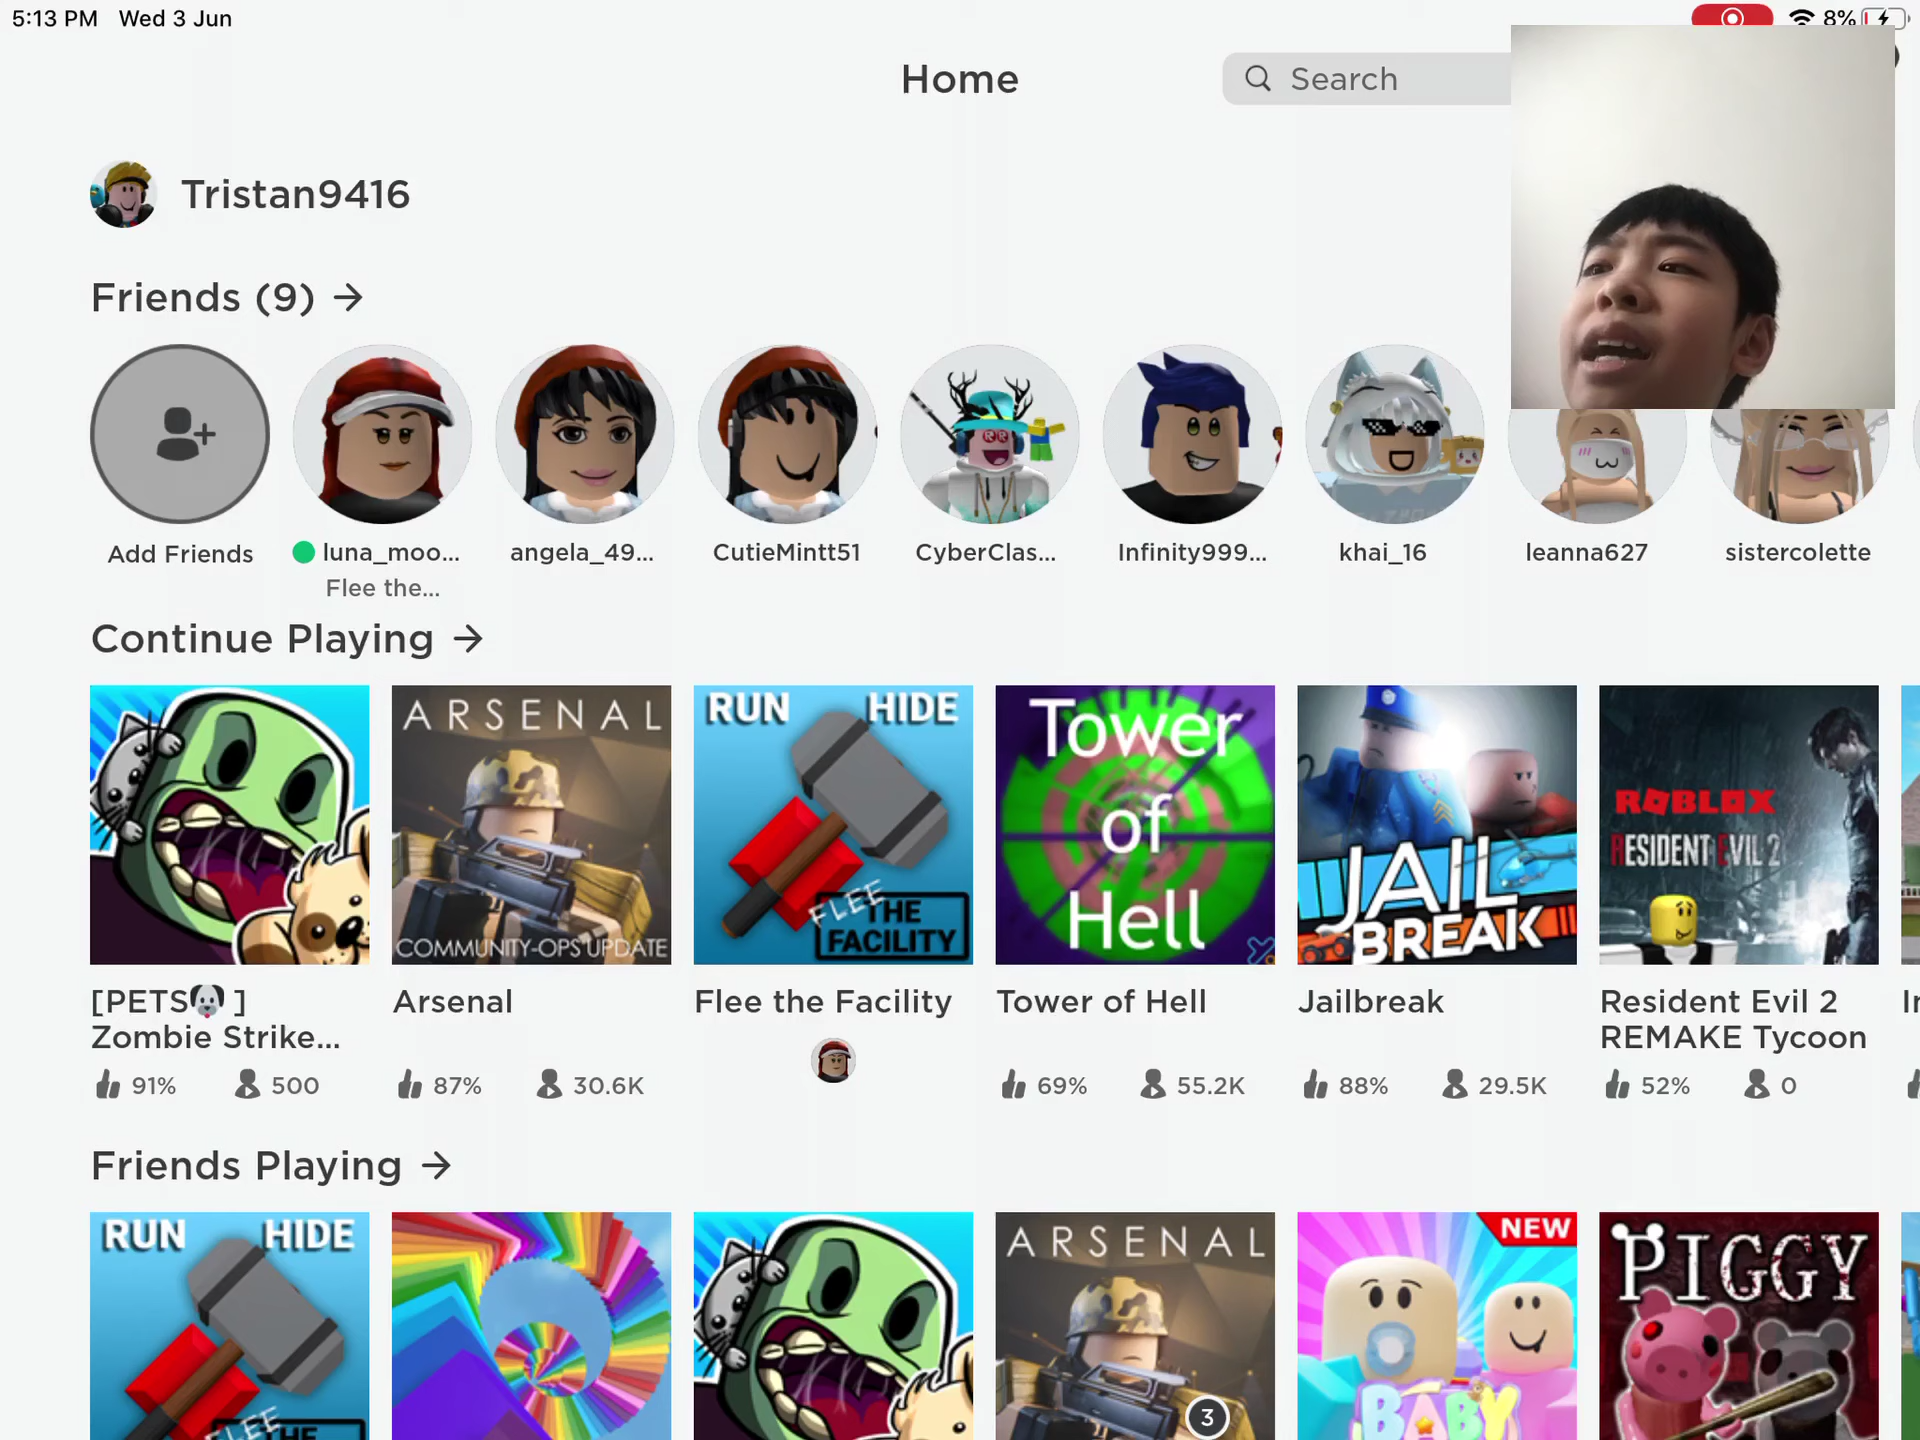 5:13 PM Wed 3 Jun
8%
Home
Search
Tristan9416
Friends (9) →
Add Friends
luna_moo...
angela_49...
CutieMintt51
CyberClas...
Infinity999...
khai_16
leanna627
sistercolette
Flee the...
Continue Playing →
ARSENAL
COMMUNITY-OPS UPDATE
RUN HIDE
FLEE THE
FACILITY
Tower
of
Hell
JAIL
BREAK
ROBLOX
RESIDENT EVIL 2
[PETS🐶]
Zombie Strike...
Arsenal
Flee the Facility
Tower of Hell
Jailbreak
Resident Evil 2
REMAKE Tycoon
91% 500
87% 30.6K
69% 55.2K
88% 29.5K
52% 0
Friends Playing →
RUN HIDE
FLEE THE
ARSENAL
3
NEW
BABY
PIGGY